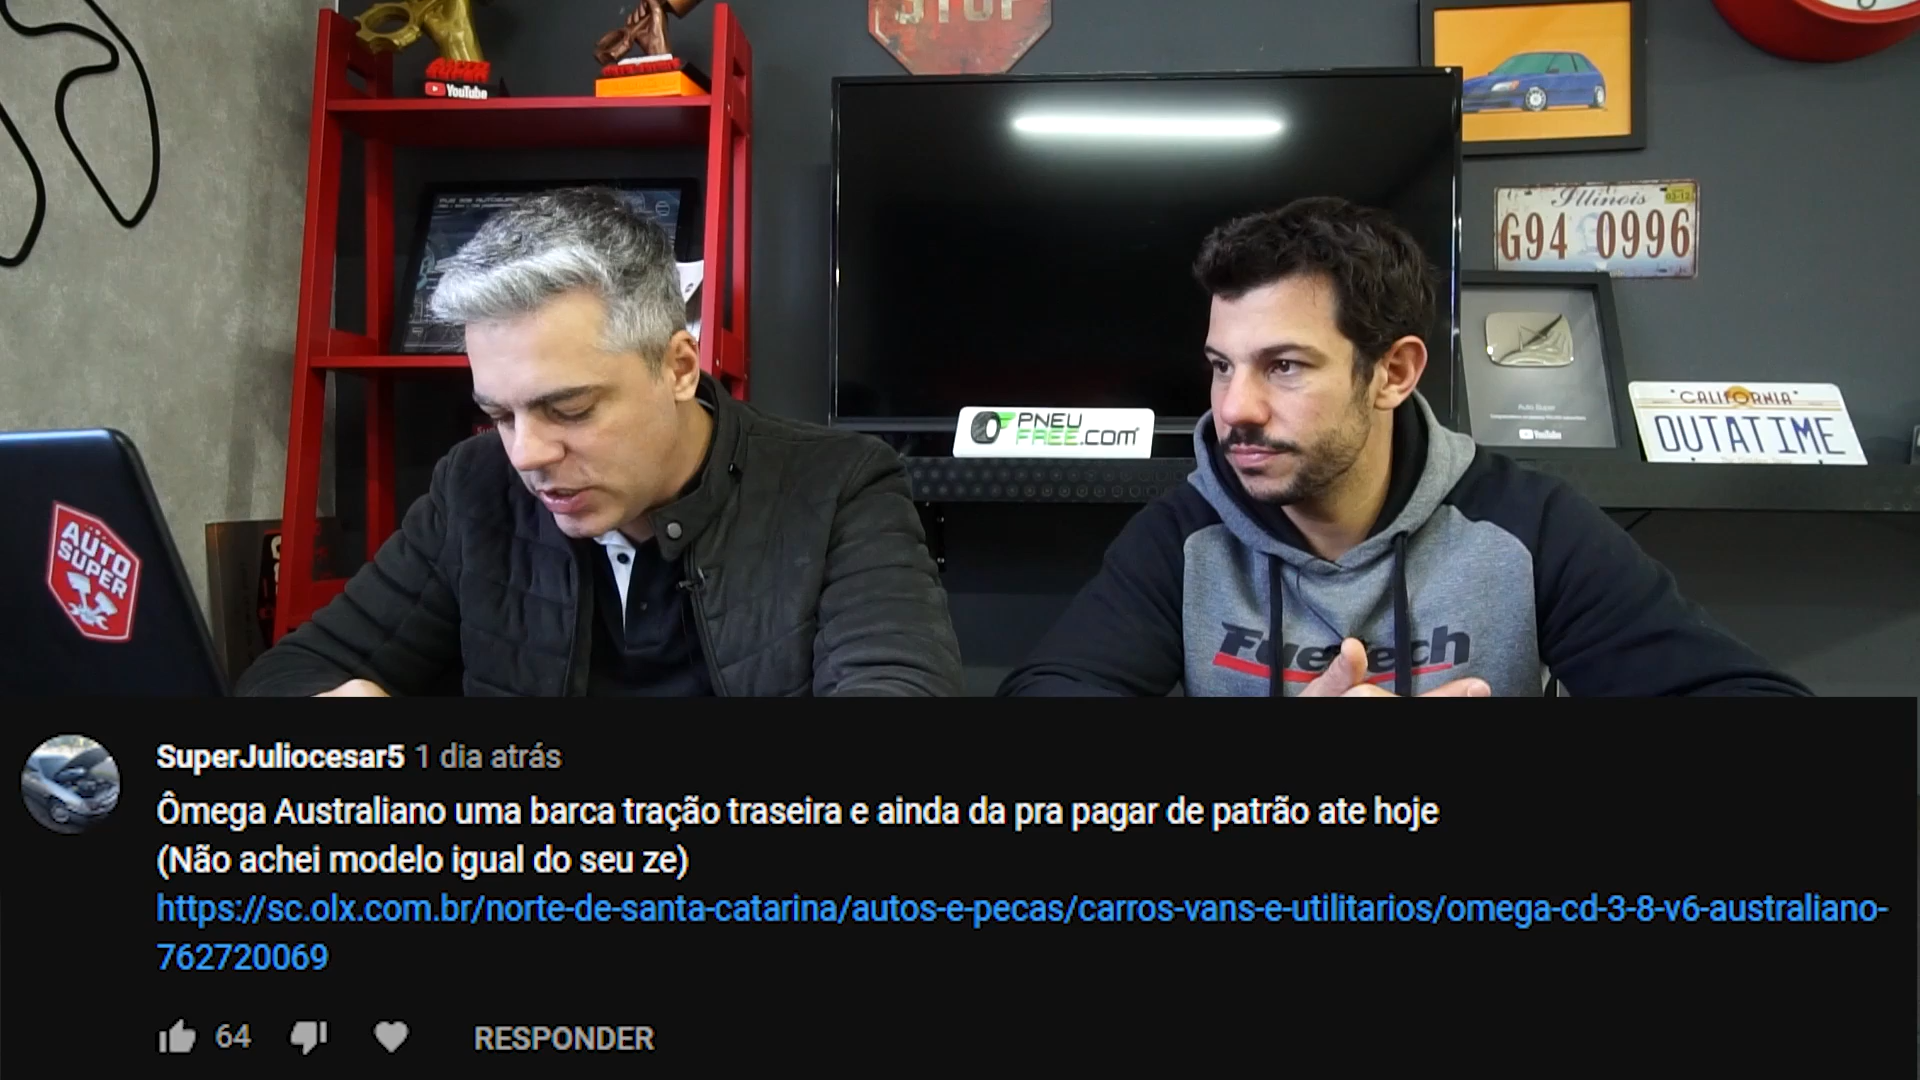 STOP
YouTube
Illinois
G94 0996
Auto Super
YouTube
CALIFORNIA
OUTATIME
PNEU
FREE.COM
AUTO
SUPER
SuperJuliocesar5 1 dia atrás
Ômega Australiano uma barca tração traseira e ainda da pra pagar de patrão ate hoje
(Não achei modelo igual do seu ze)
https://sc.olx.com.br/norte-de-santa-catarina/autos-e-pecas/carros-vans-e-utilitarios/omega-cd-3-8-v6-australiano-
762720069
64 RESPONDER